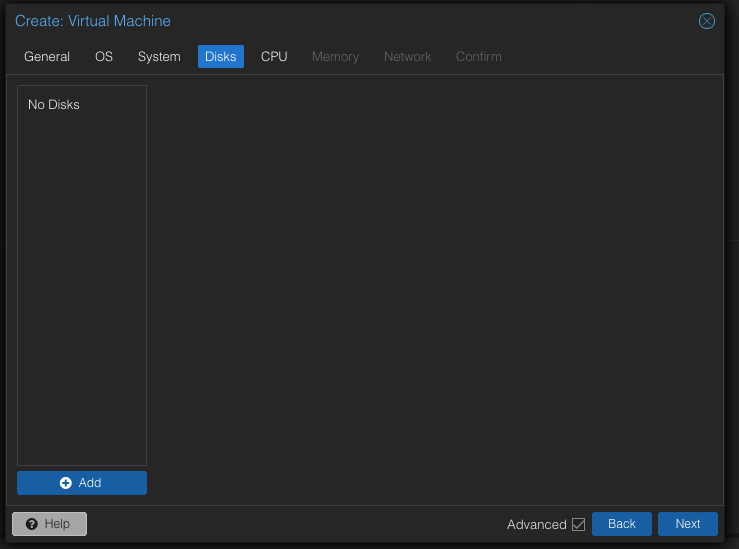 Create: Virtual Machine
General OS System Disks CPU Memory Network Confirm
No Disks
Add
Help Advanced Back Next